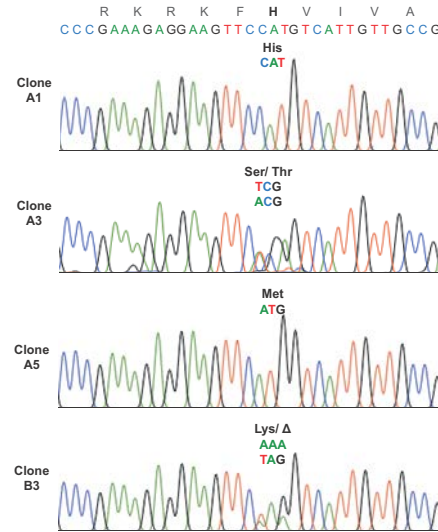 R K R K F H V I V A
CCCGAAAGAGGAAGTTCCATGTCATTGTTGCCG
His
CAT
Clone
A1
Ser/ Thr
TCG
ACG
Clone
A3
Met
ATG
Clone
A5
Lys/ Δ
AAA
TAG
Clone
B3